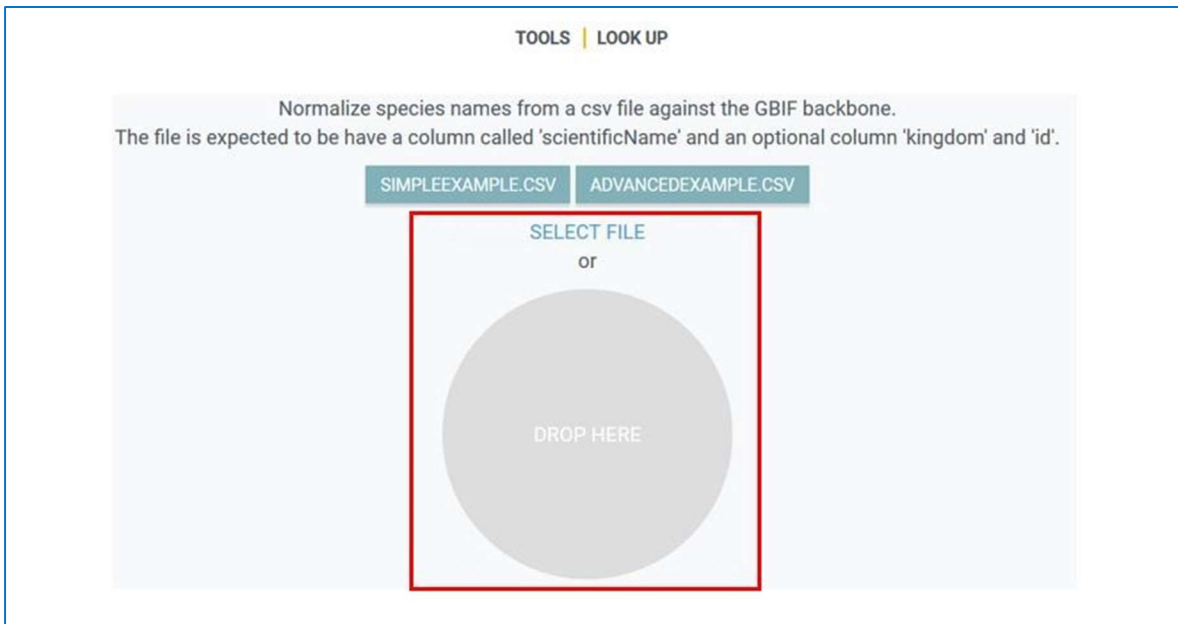 TOOLS | LOOK UP
Normalize species names from a csv file against the GBIF backbone.
The file is expected to be have a column called 'scientificName' and an optional column 'kingdom' and 'id'.
SIMPLEEXAMPLE.CSV ADVANCEDEXAMPLE.CSV
SELECT FILE
or
DROP HERE